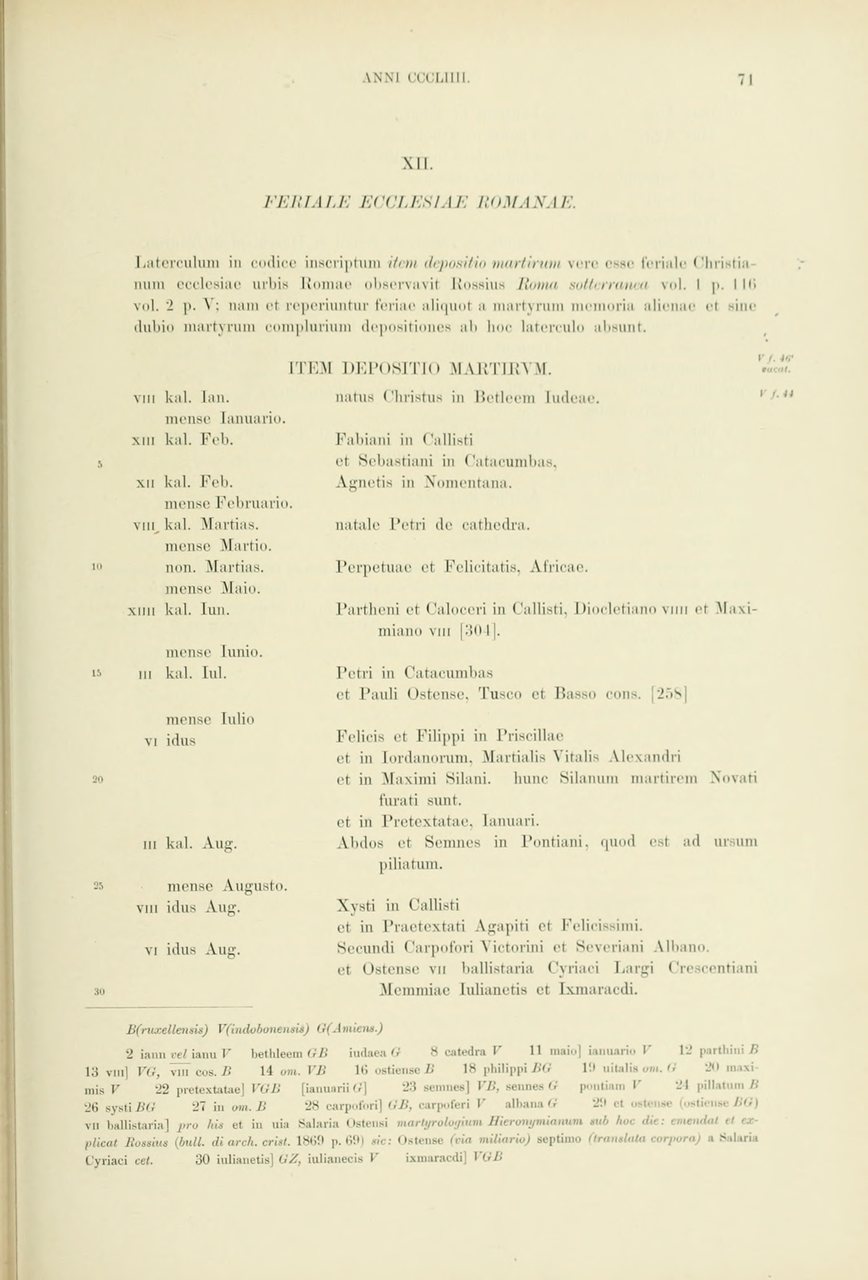 ANNI CCCLIIII. 71
XII.
FERIALE ECCLESIAE ROMANAE.
Laterculum in codice inscriptum item depositio martirum vere esse feriale Christia-
num ecclesiae urbis Romae observavit Rossius Roma sotterranea vol. 1 p. 116
vol. 2 p. V; nam et reperiuntur feriae aliquot a martyrum memoria alienae et sine
dubio martyrum complurium depositiones ab hoc laterculo absunt.
ITEM DEPOSITIO MARTIRVM. V f. 46'
vacat.
VIII kal. Ian. natus Christus in Betleem Iudeae. V f. 44
mense Ianuario.
XIII kal. Feb. Fabiani in Callisti
5 et Sebastiani in Catacumbas,
XII kal. Feb. Agnetis in Nomentana.
mense Februario.
VIII kal. Martias. natale Petri de cathedra.
mense Martio.
10 non. Martias. Perpetuae et Felicitatis, Africae.
mense Maio.
XIIII kal. Iun. Partheni et Caloceri in Callisti, Diocletiano VIIII et Maxi-
miano VIII [304].
mense Iunio.
15 III kal. Iul. Petri in Catacumbas
et Pauli Ostense, Tusco et Basso cons. [258]
mense Iulio
VI idus Felicis et Filippi in Priscillae
et in Iordanorum, Martialis Vitalis Alexandri
20 et in Maximi Silani. hunc Silanum martirem Novati
furati sunt.
et in Pretextatae, Ianuari.
III kal. Aug. Abdos et Semnes in Pontiani, quod est ad ursum
piliatum.
25 mense Augusto.
VIII idus Aug. Xysti in Callisti
et in Praetextati Agapiti et Felicissimi.
VI idus Aug. Secundi Carpofori Victorini et Severiani Albano.
et Ostense VII ballistaria Cyriaci Largi Crescentiani
30 Memmiae Iulianetis et Ixmaracdi.
B(ruxellensis) V(indobonensis) G(Amiens.)
2 iann vel ianu V bethleem GB iudaea G 8 catedra V 11 maio] ianuario V 12 parthini B
13 VIII] VG, VIII cos. B 14 om. VB 16 ostiense B 18 philippi BG 19 uitalis om. G 20 maxi-
mis V 22 pretextatae] VGB [ianuarii G] 23 semnes] VB, sennes G pontiam V 24 pillatum B
26 systi BG 27 in om. B 28 carpofori] GB, carpoferi V albana G 29 et ostense (ostiense BG)
VII ballistaria] pro his et in uia Salaria Ostensi martyrologium Hieronymianum sub hoc die: emendat et ex-
plicat Rossius (bull. di arch. crist. 1869 p. 69) sic: Ostense (via miliario) septimo (translata corpora) a Salaria
Cyriaci cet. 30 iulianetis] GZ, iulianecis V ixmaracdi] VGB